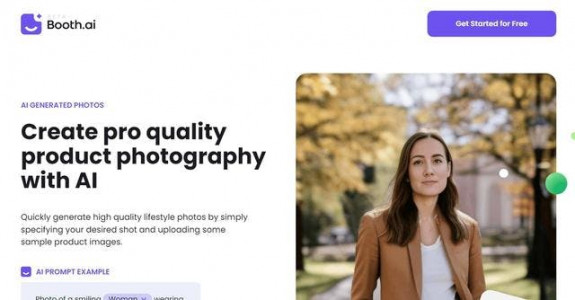 Booth.ai
Get Started for Free
AI GENERATED PHOTOS
Create pro quality
product photography
with AI
Quickly generate high quality lifestyle photos by simply
specifying your desired shot and uploading some
sample product images.
AI PROMPT EXAMPLE
Photo of a smiling Woman wearing